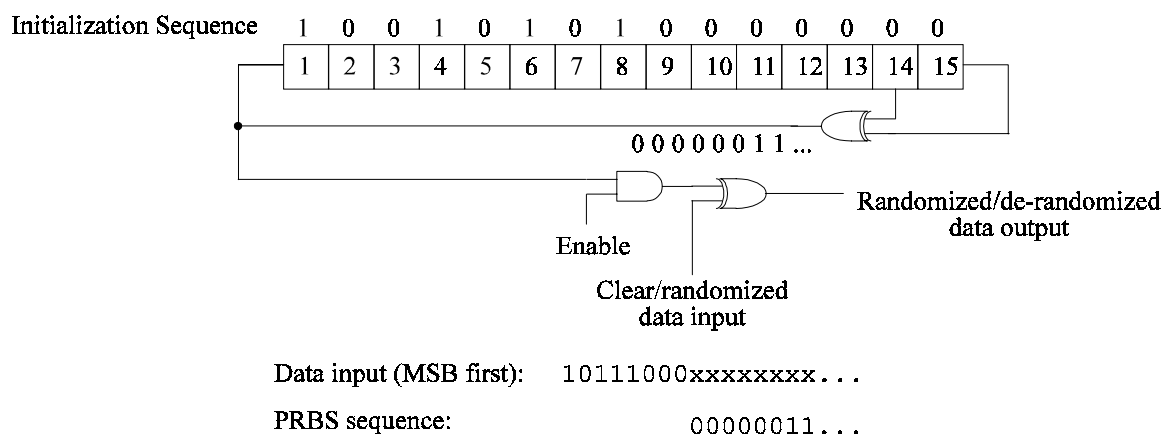 Initialization Sequence 1 0 0 1 0 1 0 1 0 0 0 0 0 0 0
1 2 3 4 5 6 7 8 9 10 11 12 13 14 15
0 0 0 0 0 0 1 1 ...
Enable
Randomized/de-randomized
data output
Clear/randomized
data input
Data input (MSB first): 10111000xxxxxxxx...
PRBS sequence: 00000011...